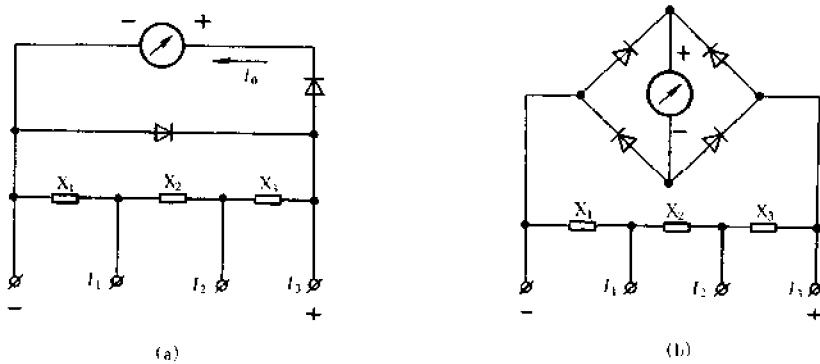 − +
I₀
X₁ X₂ X₃
I₁ I₂ I₃
− +
(a)
+
−
X₁ X₂ X₃
I₁ I₂ I₃
− +
(b)